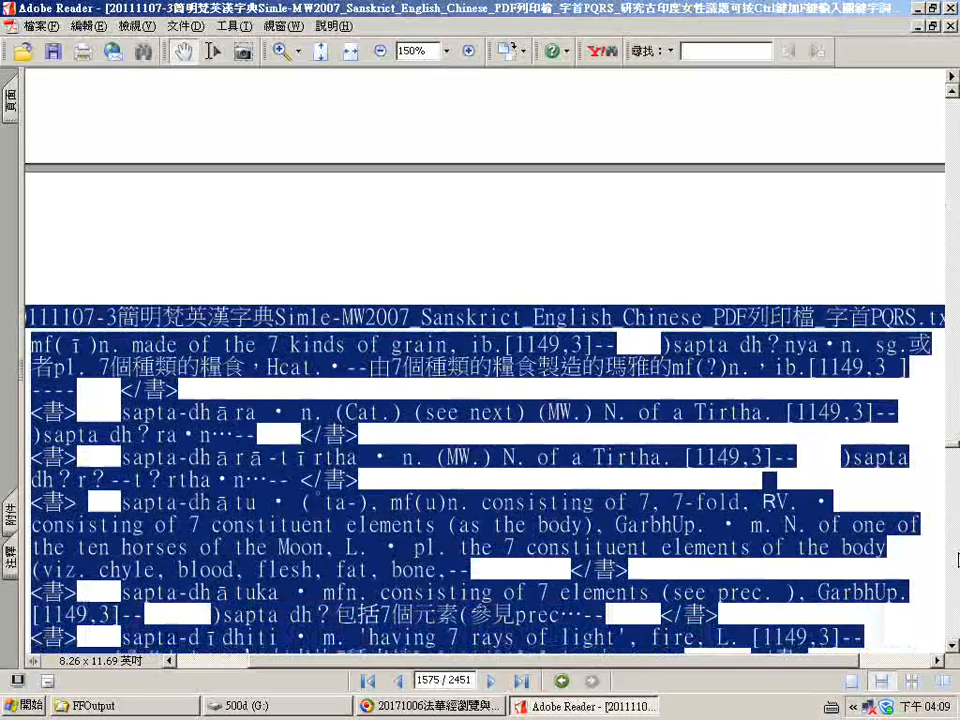 Adobe Reader - [20111107-3簡明梵英漢字典Simle-MW2007_Sanskrict_English_Chinese_PDF列印檔_字首PQRS_研究古印度女性議題可按Ctrl鍵加F鍵輸入關鍵字詞...
檔案(F) 編輯(E) 檢視(V) 文件(D) 工具(T) 視窗(W) 說明(H)
150% Y! 尋找:
頁面
111107-3簡明梵英漢字典Simle-MW2007_Sanskrict_English_Chinese_PDF列印檔_字首PQRS.tx
mf(ī)n. made of the 7 kinds of grain, ib.[1149,3]-- )sapta dh?nya‧n. sg.或
者pl. 7個種類的糧食，Hcat.‧--由7個種類的糧食製造的瑪雅的mf(?)n.，ib.[1149,3 ]
---- </書>
<書> sapta-dhāra ‧ n. (Cat.) (see next) (MW.) N. of a Tirtha. [1149,3]--
)sapta dh?ra‧n…-- </書>
<書> sapta-dhārā-tīrtha ‧ n. (MW.) N. of a Tirtha. [1149,3]-- )sapta
dh?r?--t?rtha‧n…-- </書>
<書> sapta-dhātu ‧ (˚ta-), mf(u)n. consisting of 7, 7-fold, RV. ‧
consisting of 7 constituent elements (as the body), GarbhUp. ‧ m. N. of one of
the ten horses of the Moon, L. ‧ pl. the 7 constituent elements of the body
(viz. chyle, blood, flesh, fat, bone,-- </書>
<書> sapta-dhātuka ‧ mfn. consisting of 7 elements (see prec. ), GarbhUp.
[1149,3]-- )sapta dh?包括7個元素(參見prec…-- </書>
<書> sapta-dīdhiti ‧ m. 'having 7 rays of light', fire, L. [1149,3]--
附件
注釋
8.26 x 11.69 英吋
1575 / 2451
開始 FFOutput 500d (G:) 20171006法華經瀏覽與... Adobe Reader - [2011110... 下午 04:09